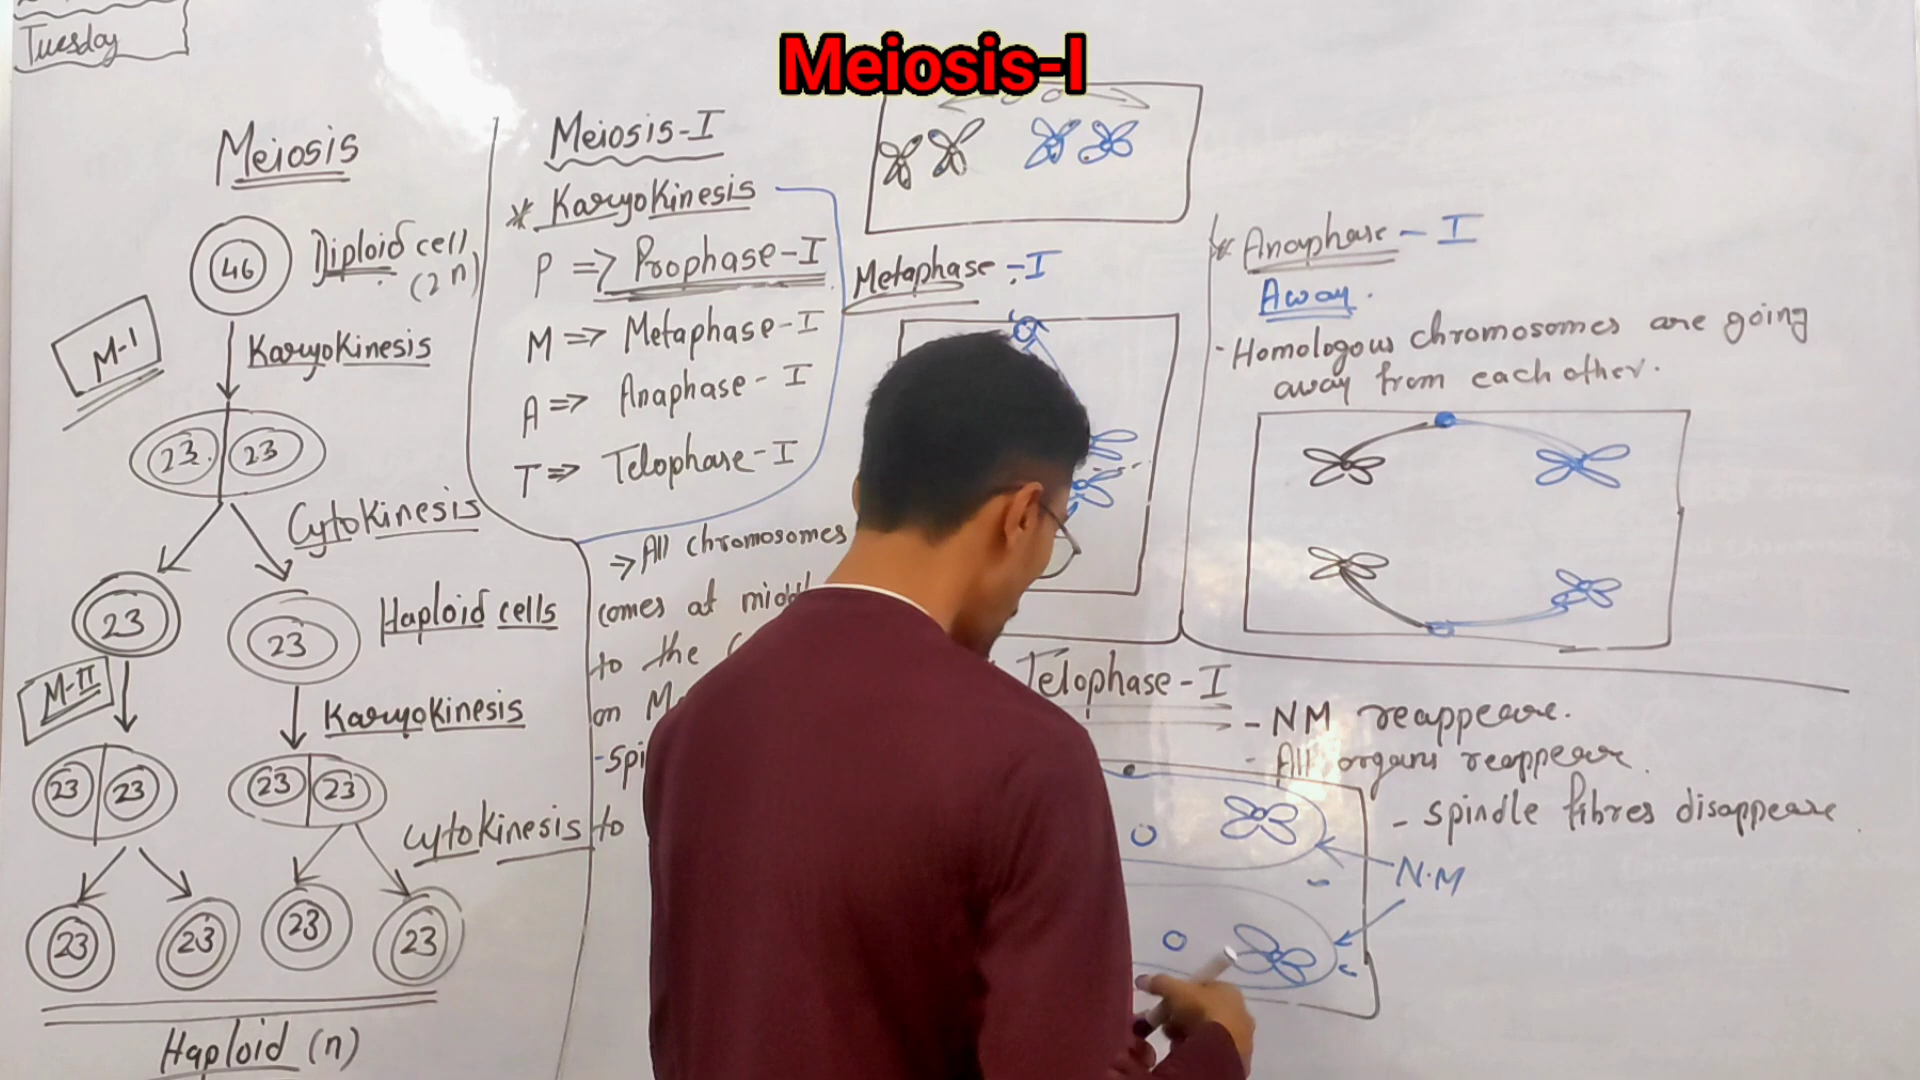 Tuesday
Meiosis-I
Meiosis
46
Diploid cell
(2n)
M-I
Karyokinesis
23
23
Cytokinesis
23
23
Haploid cells
M-II
Karyokinesis
23
23
23
23
Cytokinesis
23
23
23
23
Haploid (n)
Meiosis-I
* Karyokinesis
P => Prophase-I
M => Metaphase-I
A => Anaphase-I
T => Telophase-I
→ All chromosomes
comes at
to the
on
to
Metaphase-I
* Anaphase-I
Away.
- Homologous chromosomes are going
away from each other.
Telophase-I
- NM reappeare.
- All organs reappeare.
- spindle fibres disappeare
N.M